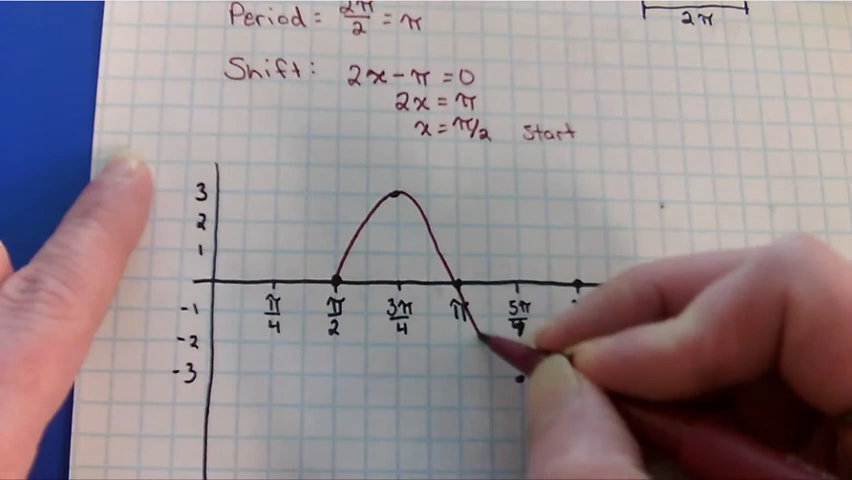 Period = 2π/2 = π
2π
Shift: 2x - π = 0
2x = π
x = π/2 start
3
2
1
-1
-2
-3
π/4 π/2 3π/4 π 5π/4